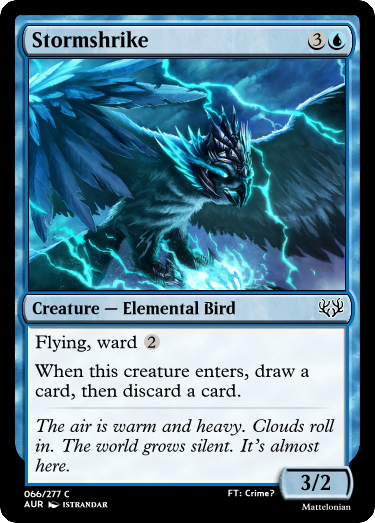 Stormshrike 3
Creature — Elemental Bird
Flying, ward 2
When this creature enters, draw a
card, then discard a card.
The air is warm and heavy. Clouds roll
in. The world grows silent. It's almost
here.
3/2
066/277 C
FT: Crime?
AUR ISTRANDAR
Mattelonian